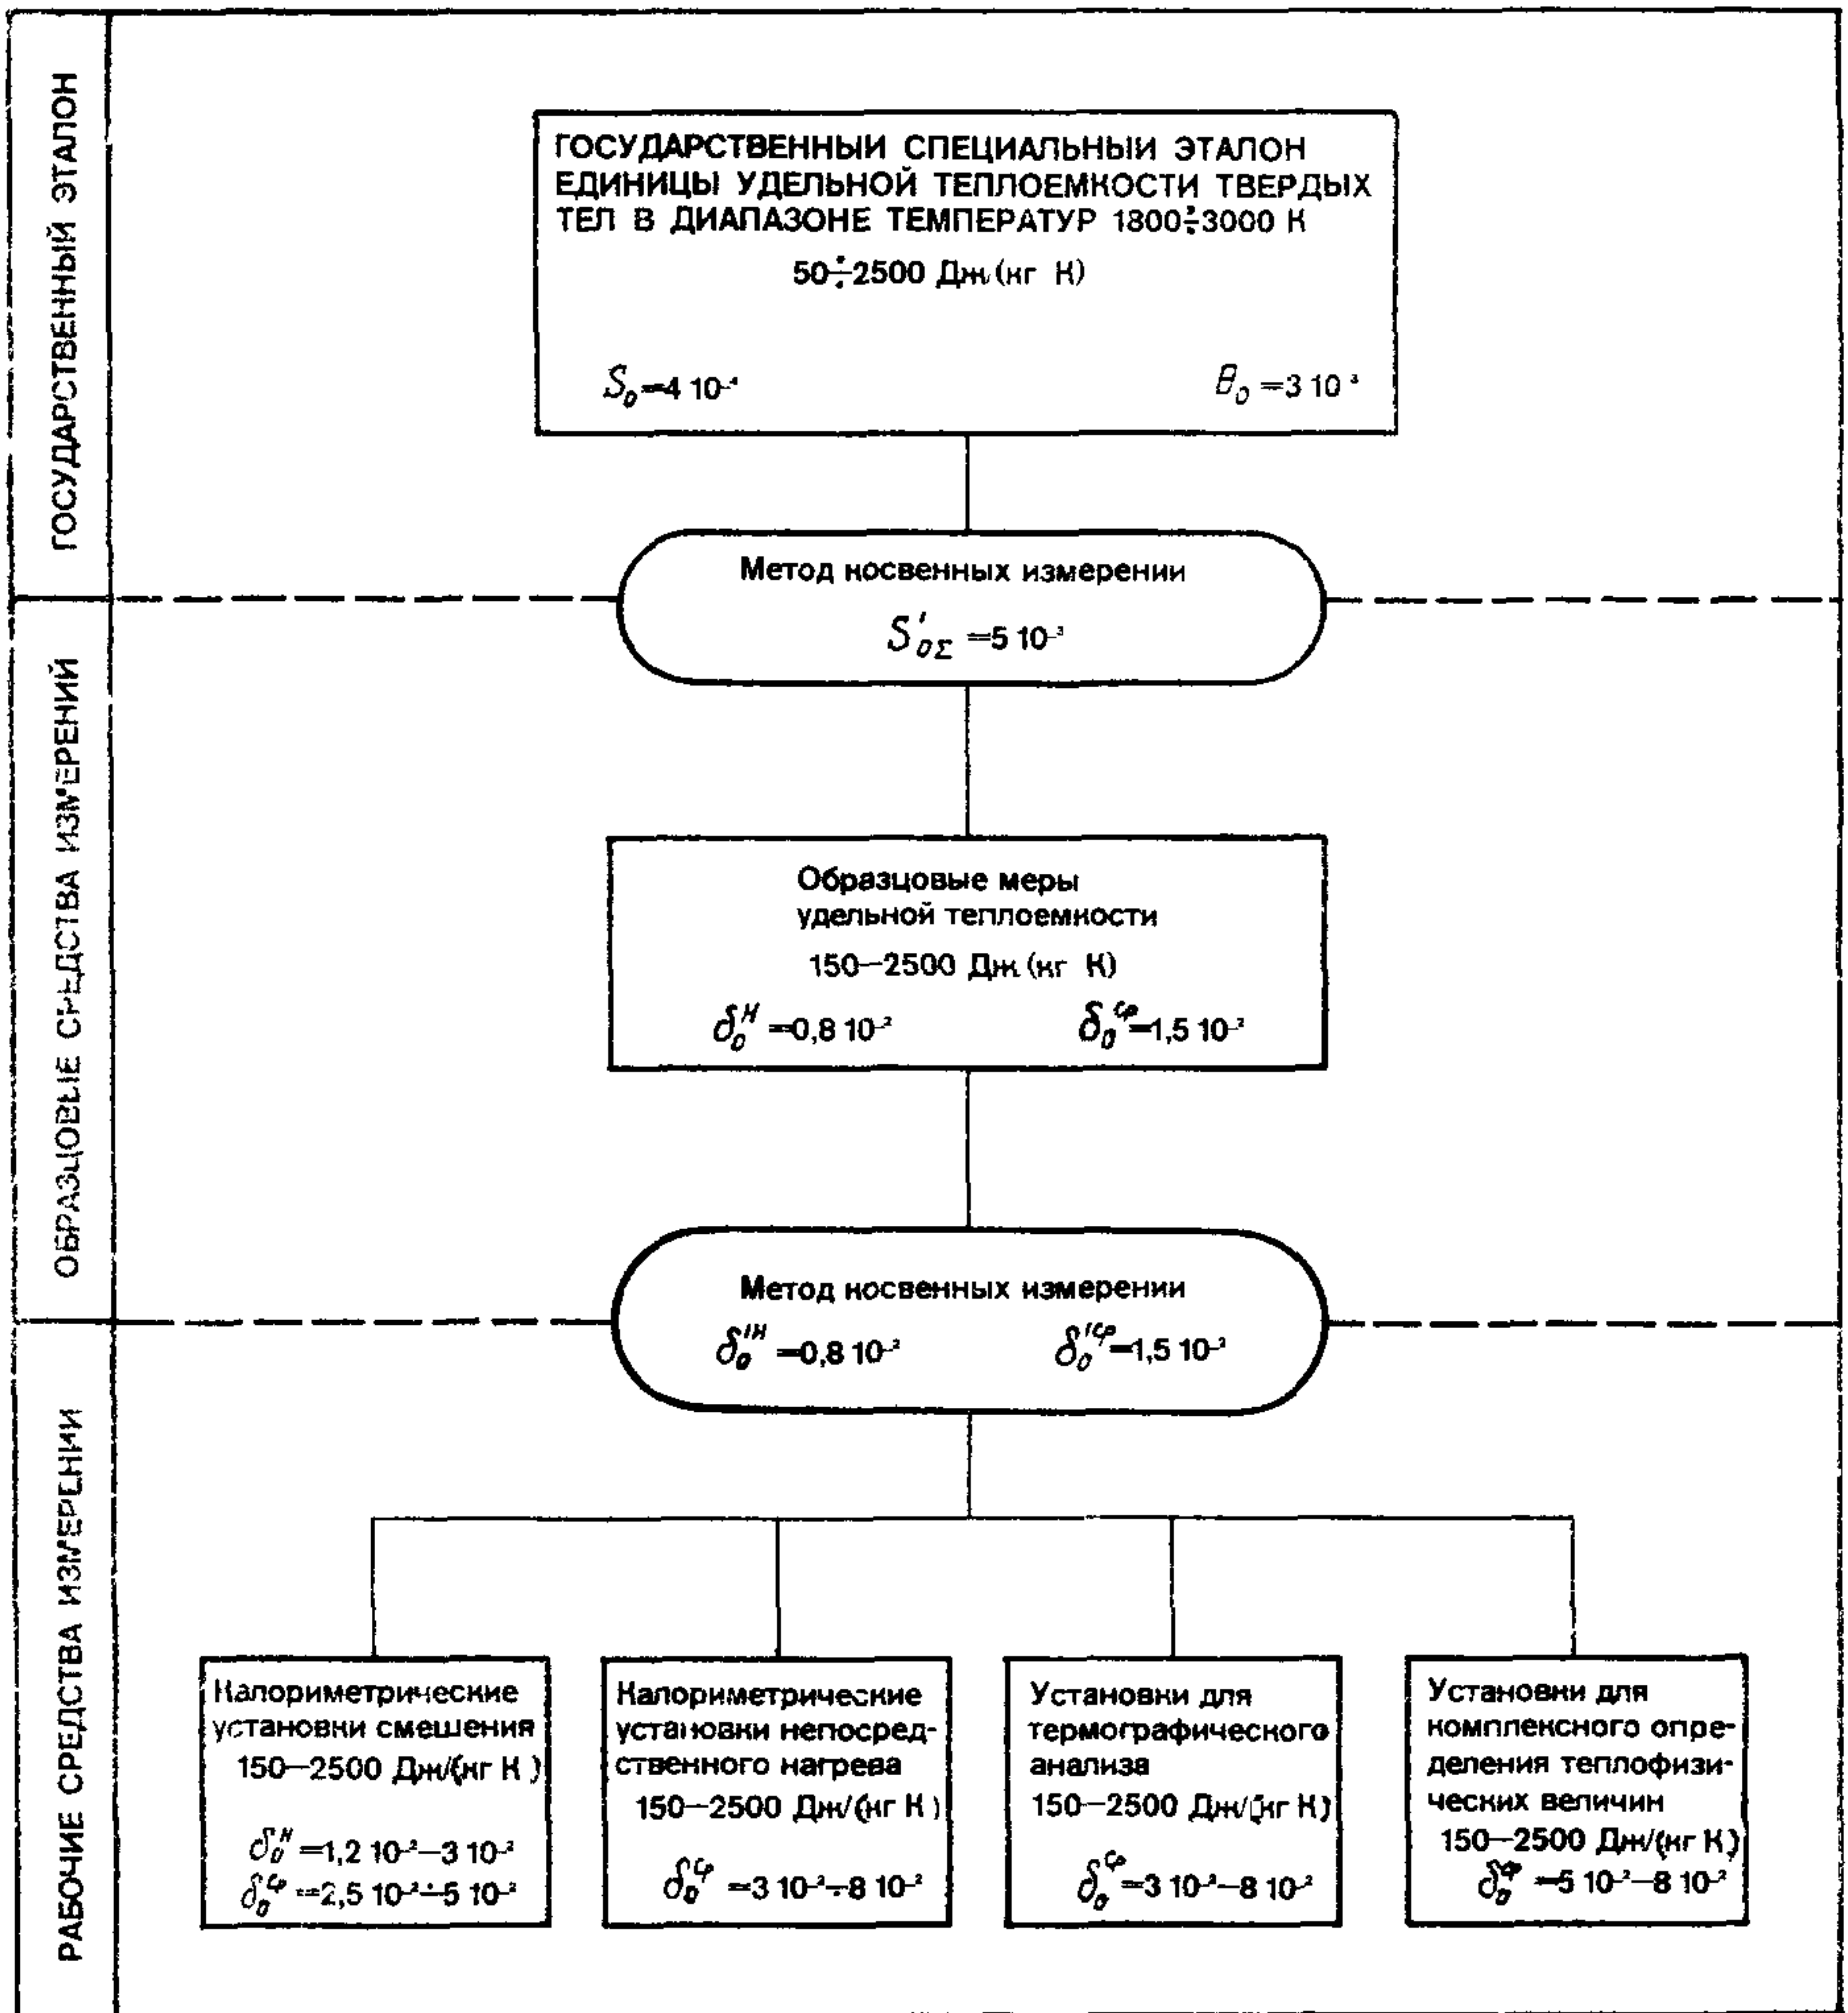 ГОСУДАРСТВЕННЫЙ ЭТАЛОН
ГОСУДАРСТВЕННЫЙ СПЕЦИАЛЬНЫЙ ЭТАЛОН
ЕДИНИЦЫ УДЕЛЬНОЙ ТЕПЛОЕМКОСТИ ТВЕРДЫХ
ТЕЛ В ДИАПАЗОНЕ ТЕМПЕРАТУР 1800÷3000 К
50÷2500 Дж/(кг К)
S₀=4 10⁻⁴
θ₀=3 10⁻³
Метод косвенных измерении
S'₀Σ=5 10⁻³
ОБРАЗЦОВЫЕ СРЕДСТВА ИЗМЕРЕНИЙ
Образцовые меры
удельной теплоемкости
150—2500 Дж (кг К)
δ₀ᴴ=0,8 10⁻²
δ₀ᶜᵖ=1,5 10⁻²
Метод косвенных измерении
δ₀'ᴴ=0,8 10⁻²
δ₀'ᶜᵖ=1,5 10⁻²
РАБОЧИЕ СРЕДСТВА ИЗМЕРЕНИИ
Калориметрические
установки смешения
150—2500 Дж/(кг К)
δ₀ᴴ=1,2 10⁻²—3 10⁻²
δ₀ᶜᵖ=2,5 10⁻²÷5 10⁻²
Калориметрические
установки непосред-
ственного нагрева
150—2500 Дж/(кг К)
δ₀ᶜᵖ=3 10⁻²÷8 10⁻²
Установки для
термографического
анализа
150—2500 Дж/(кг К)
δ₀ᶜᵖ=3 10⁻²—8 10⁻²
Установки для
комплексного опре-
деления теплофизи-
ческих величин
150—2500 Дж/(кг К)
δ₀ᶜᵖ=5 10⁻²—8 10⁻²